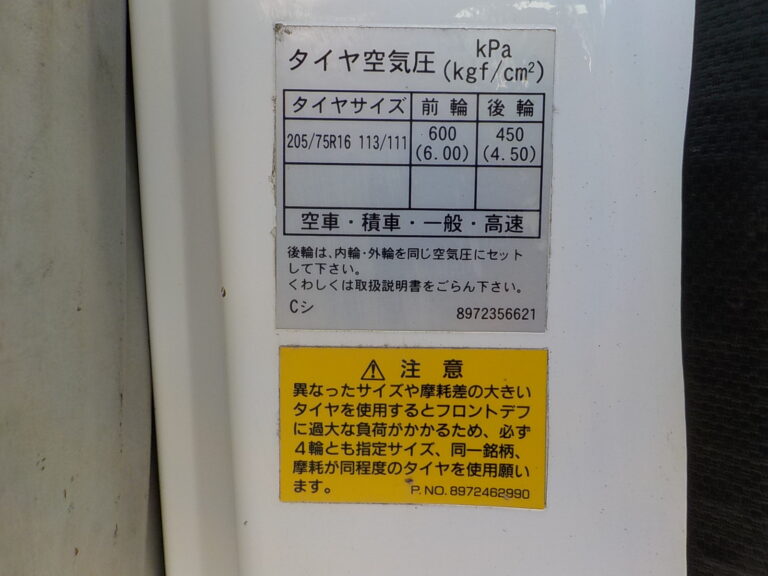 タイヤ空気圧 kPa
(kgf/cm²)
タイヤサイズ 前輪 後輪
205/75R16 113/111 600 450
(6.00) (4.50)
空車・積車・一般・高速
後輪は、内輪・外輪を同じ空気圧にセット
して下さい。
くわしくは取扱説明書をごらん下さい。
Cシ 8972356621
⚠ 注意
異なったサイズや摩耗差の大きい
タイヤを使用するとフロントデフ
に過大な負荷がかかるため、必ず
4輪とも指定サイズ、同一銘柄、
摩耗が同程度のタイヤを使用願い
ます。 P.NO.8972462990